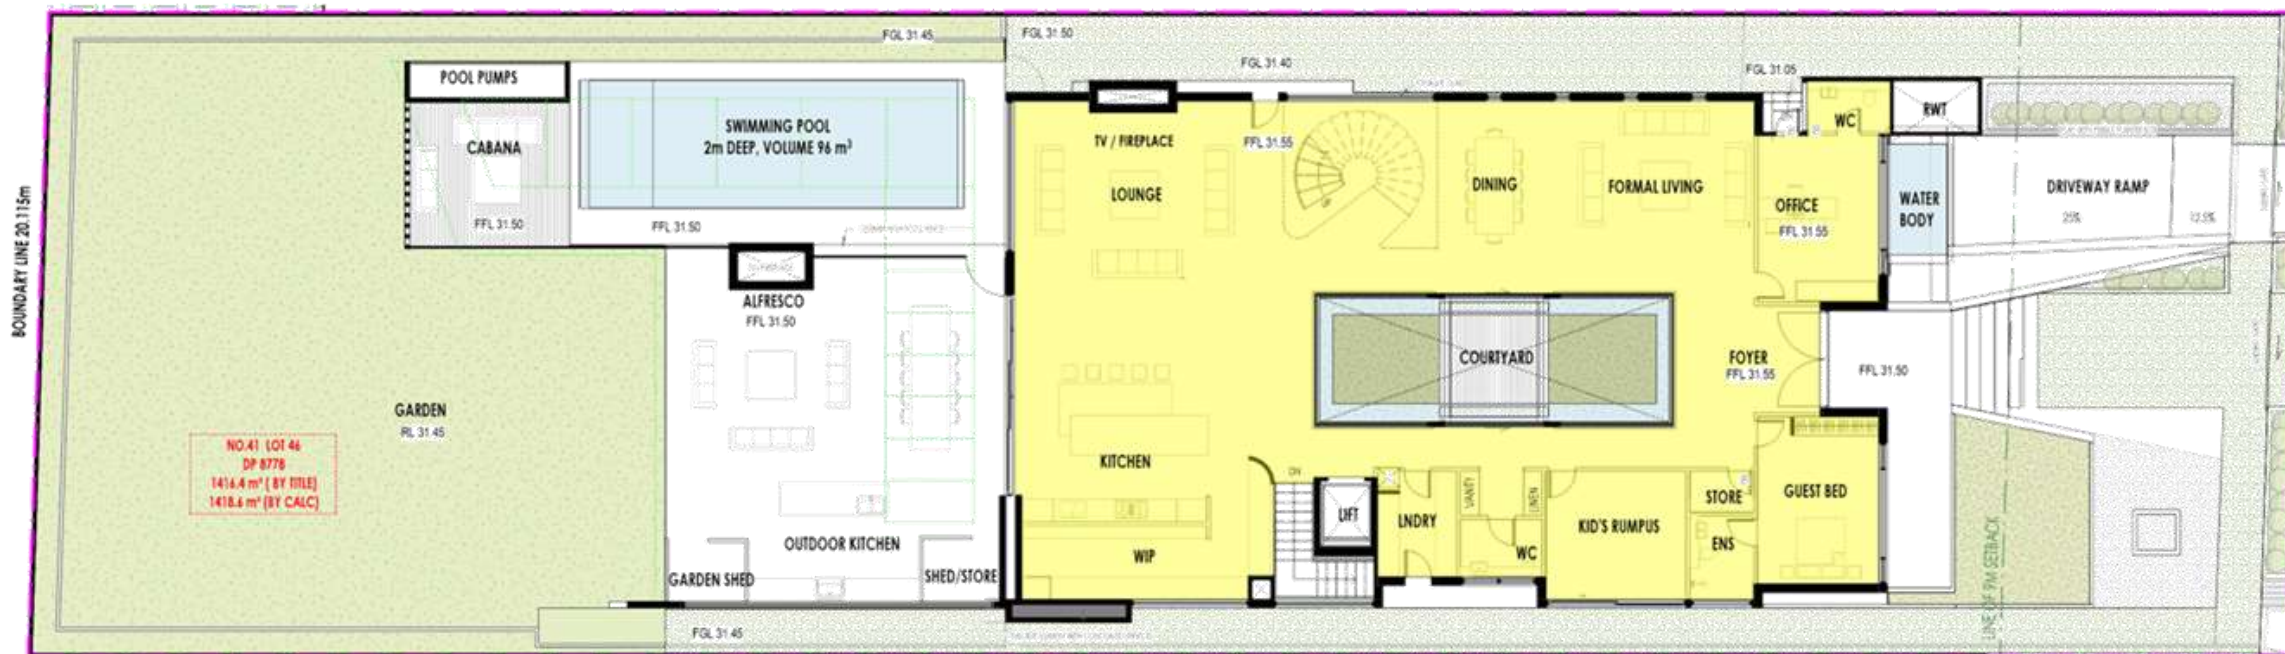 FGL 31.45
FGL 31.50
FGL 31.40
FGL 31.05
POOL PUMPS
CABANA
FFL 31.50
SWIMMING POOL
2m DEEP, VOLUME 96 m³
FFL 31.50
TV / FIREPLACE
LOUNGE
FFL 31.55
DINING
FORMAL LIVING
WC
RWT
OFFICE
FFL 31.55
WATER
BODY
DRIVEWAY RAMP
25%
12.5%
BOUNDARY LINE 20.115m
ALFRESCO
FFL 31.50
COURTYARD
FOYER
FFL 31.55
FFL 31.50
GARDEN
RL 31.45
NO.41 LOT 46
DP 8778
1416.4 m² ( BY TITLE)
1418.6 m² (BY CALC)
KITCHEN
DN
LIFT
LNDRY
VANITY
LINEN
WC
KID'S RUMPUS
STORE
ENS
GUEST BED
OUTDOOR KITCHEN
GARDEN SHED
SHED/STORE
WIP
FGL 31.45